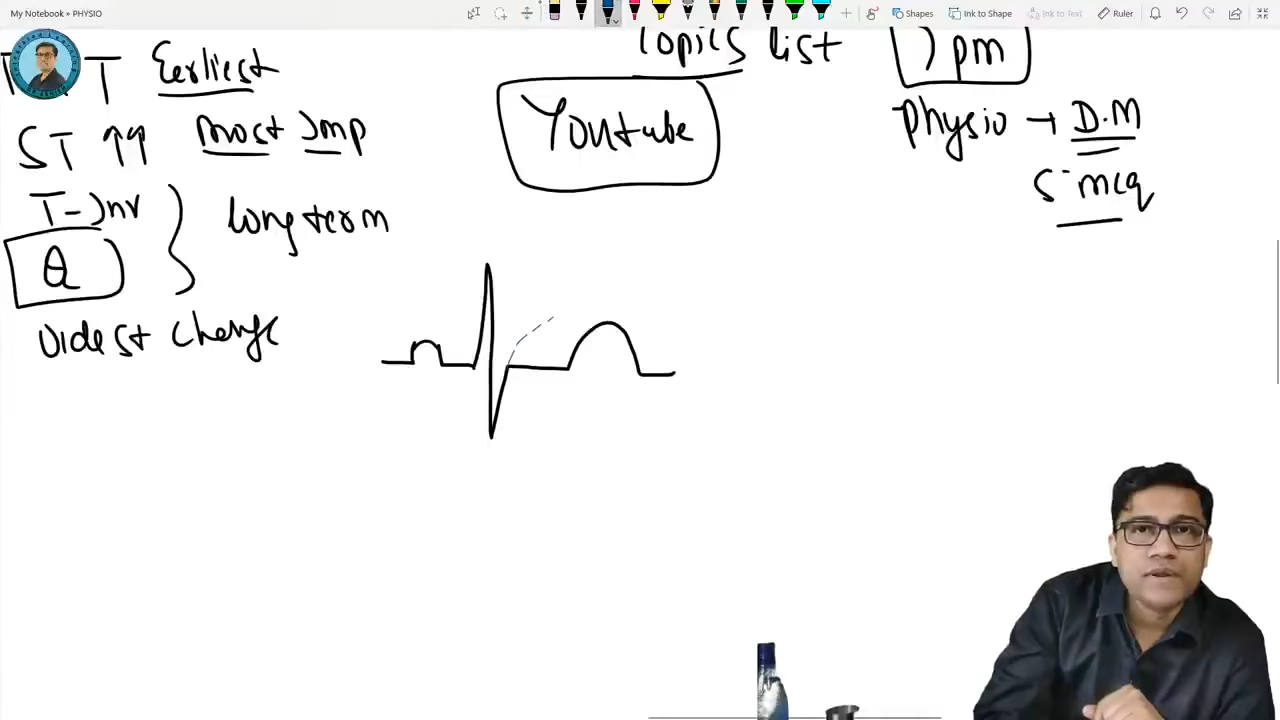 My Notebook » PHYSIO
Shapes
Ink to Shape
Ink to Text
Ruler
T Earliest
ST ↑↑ most Imp
T-Inv
Q
longterm
oldest change
Topics list
Youtube
7 pm
physio → D.M
5 mcq